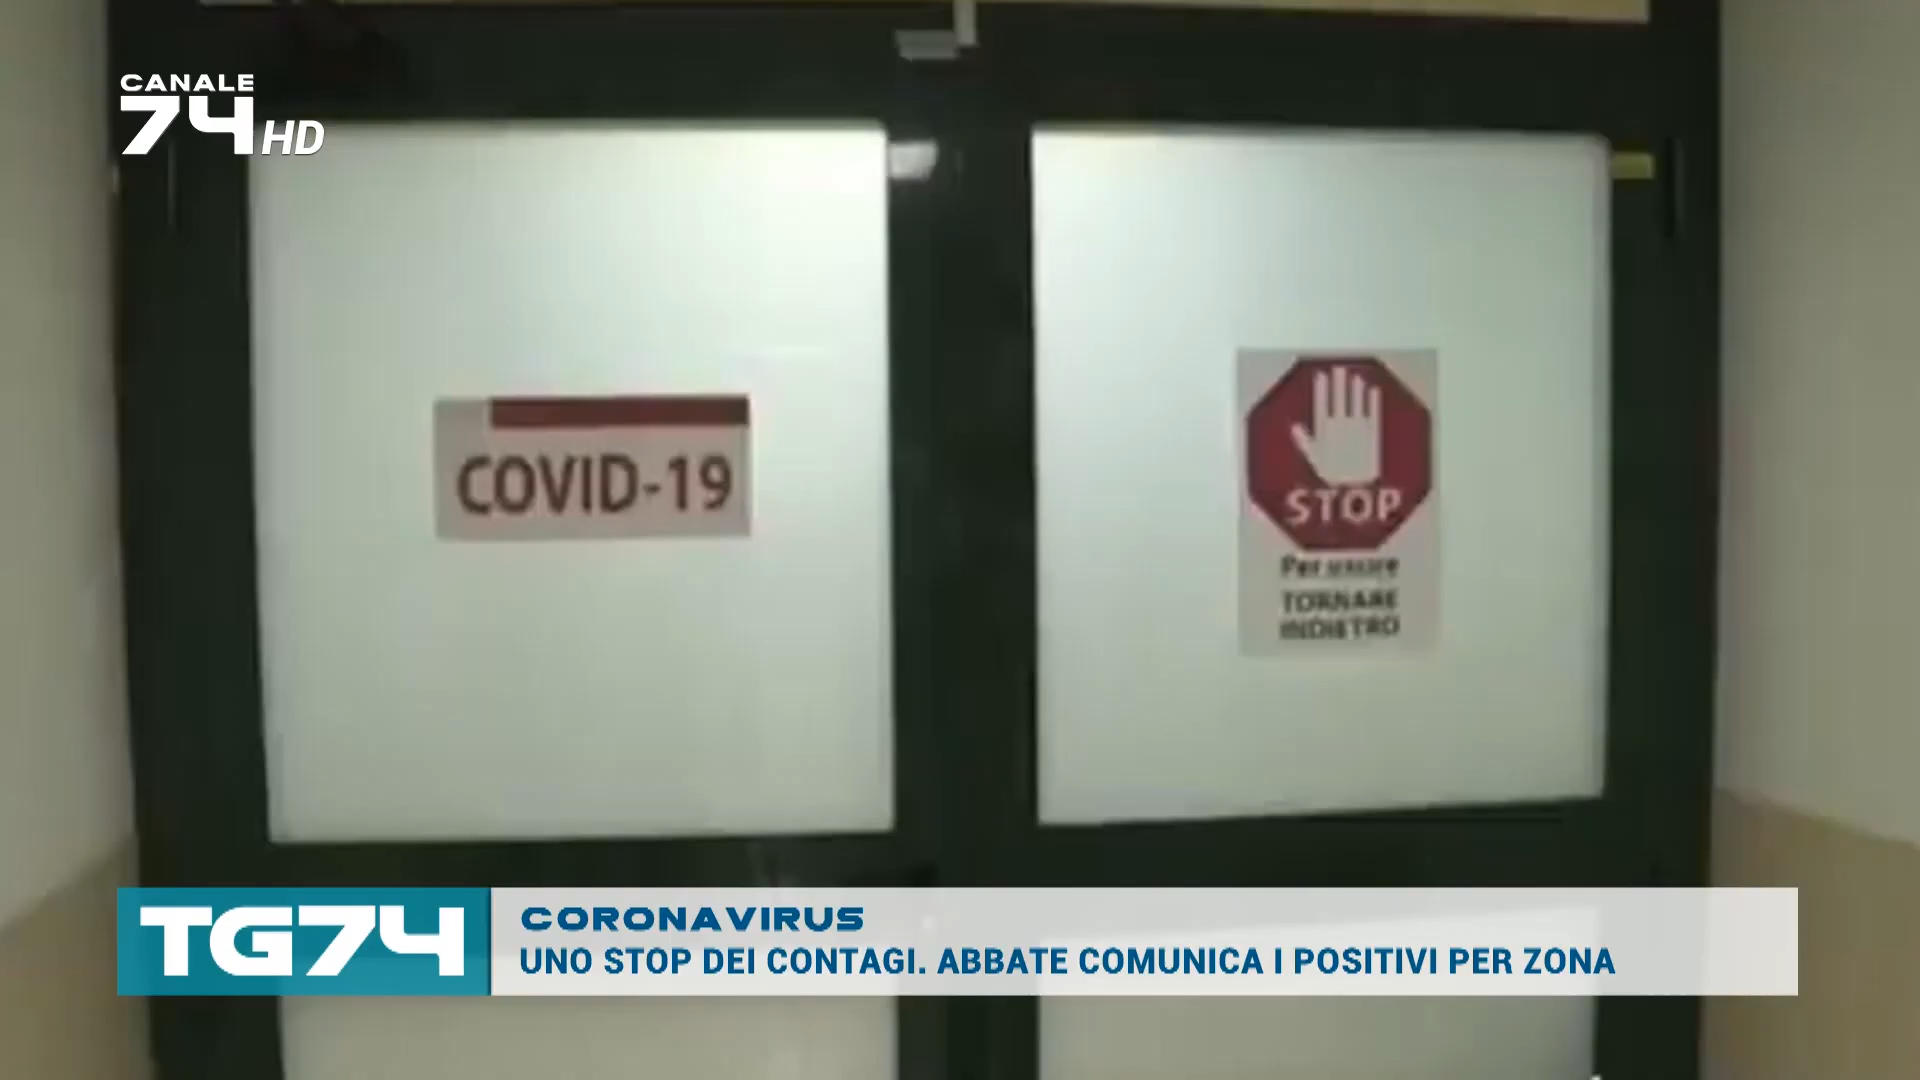 CANALE
74 HD
COVID-19
STOP
Per uscire
TORNARE
INDIETRO
TG74
CORONAVIRUS
UNO STOP DEI CONTAGI. ABBATE COMUNICA I POSITIVI PER ZONA